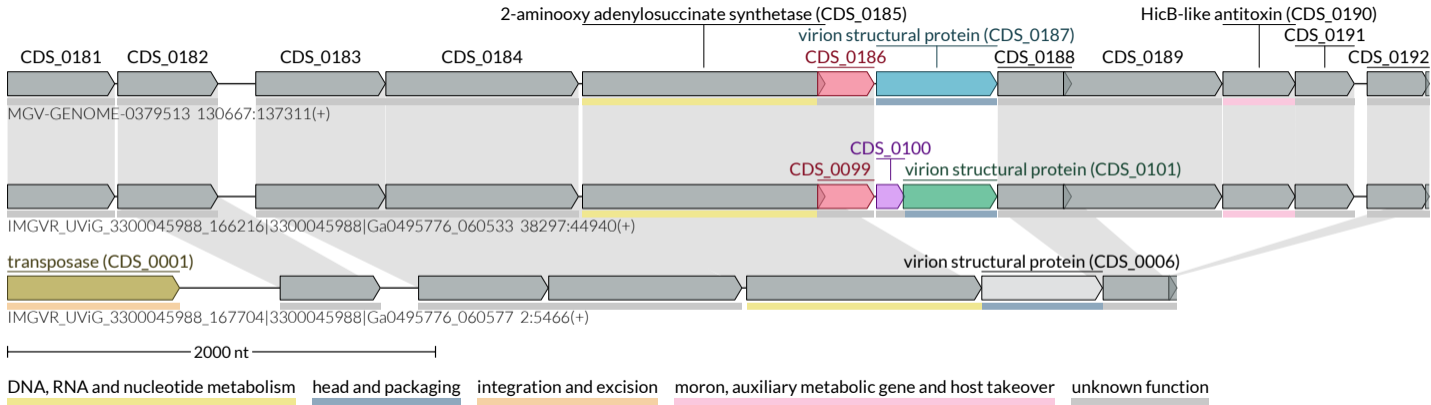 2-aminooxy adenylosuccinate synthetase (CDS_0185) HicB-like antitoxin (CDS_0190)
virion structural protein (CDS_0187) CDS_0191
CDS_0181 CDS_0182 CDS_0183 CDS_0184 CDS_0186 CDS_0188 CDS_0189 CDS_0192
MGV-GENOME-0379513 130667:137311(+)
CDS_0100
CDS_0099 virion structural protein (CDS_0101)
IMGVR_UViG_3300045988_166216|3300045988|Ga0495776_060533 38297:44940(+)
transposase (CDS_0001) virion structural protein (CDS_0006)
IMGVR_UViG_3300045988_167704|3300045988|Ga0495776_060577 2:5466(+)
2000 nt
DNA, RNA and nucleotide metabolism head and packaging integration and excision moron, auxiliary metabolic gene and host takeover unknown function